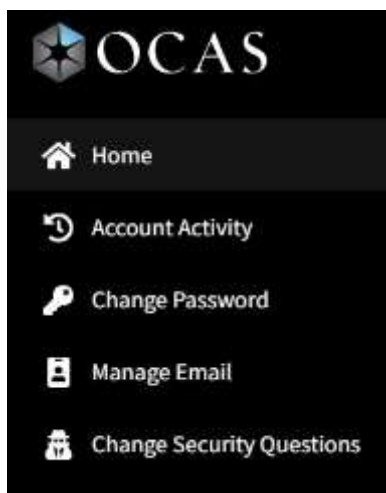 OCAS
Home
Account Activity
Change Password
Manage Email
Change Security Questions